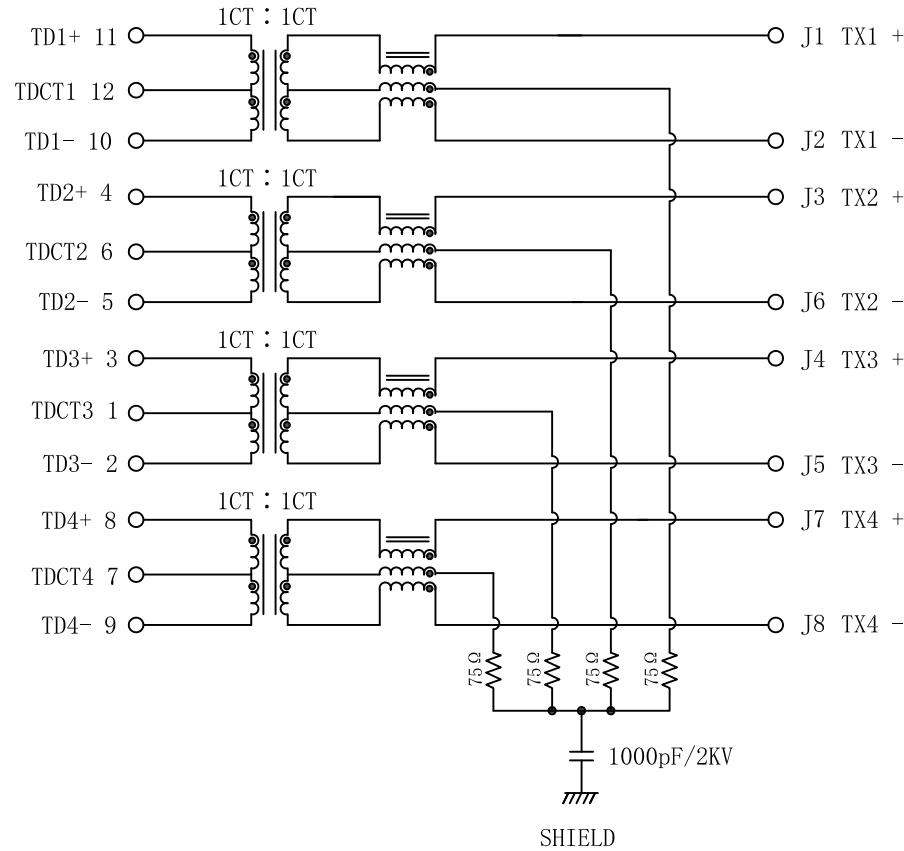 1CT : 1CT
TD1+ 11
J1 TX1 +
TDCT1 12
TD1- 10
J2 TX1 -
1CT : 1CT
TD2+ 4
J3 TX2 +
TDCT2 6
TD2- 5
J6 TX2 -
1CT : 1CT
TD3+ 3
J4 TX3 +
TDCT3 1
TD3- 2
J5 TX3 -
1CT : 1CT
TD4+ 8
J7 TX4 +
TDCT4 7
TD4- 9
J8 TX4 -
75Ω
75Ω
75Ω
75Ω
1000pF/2KV
SHIELD